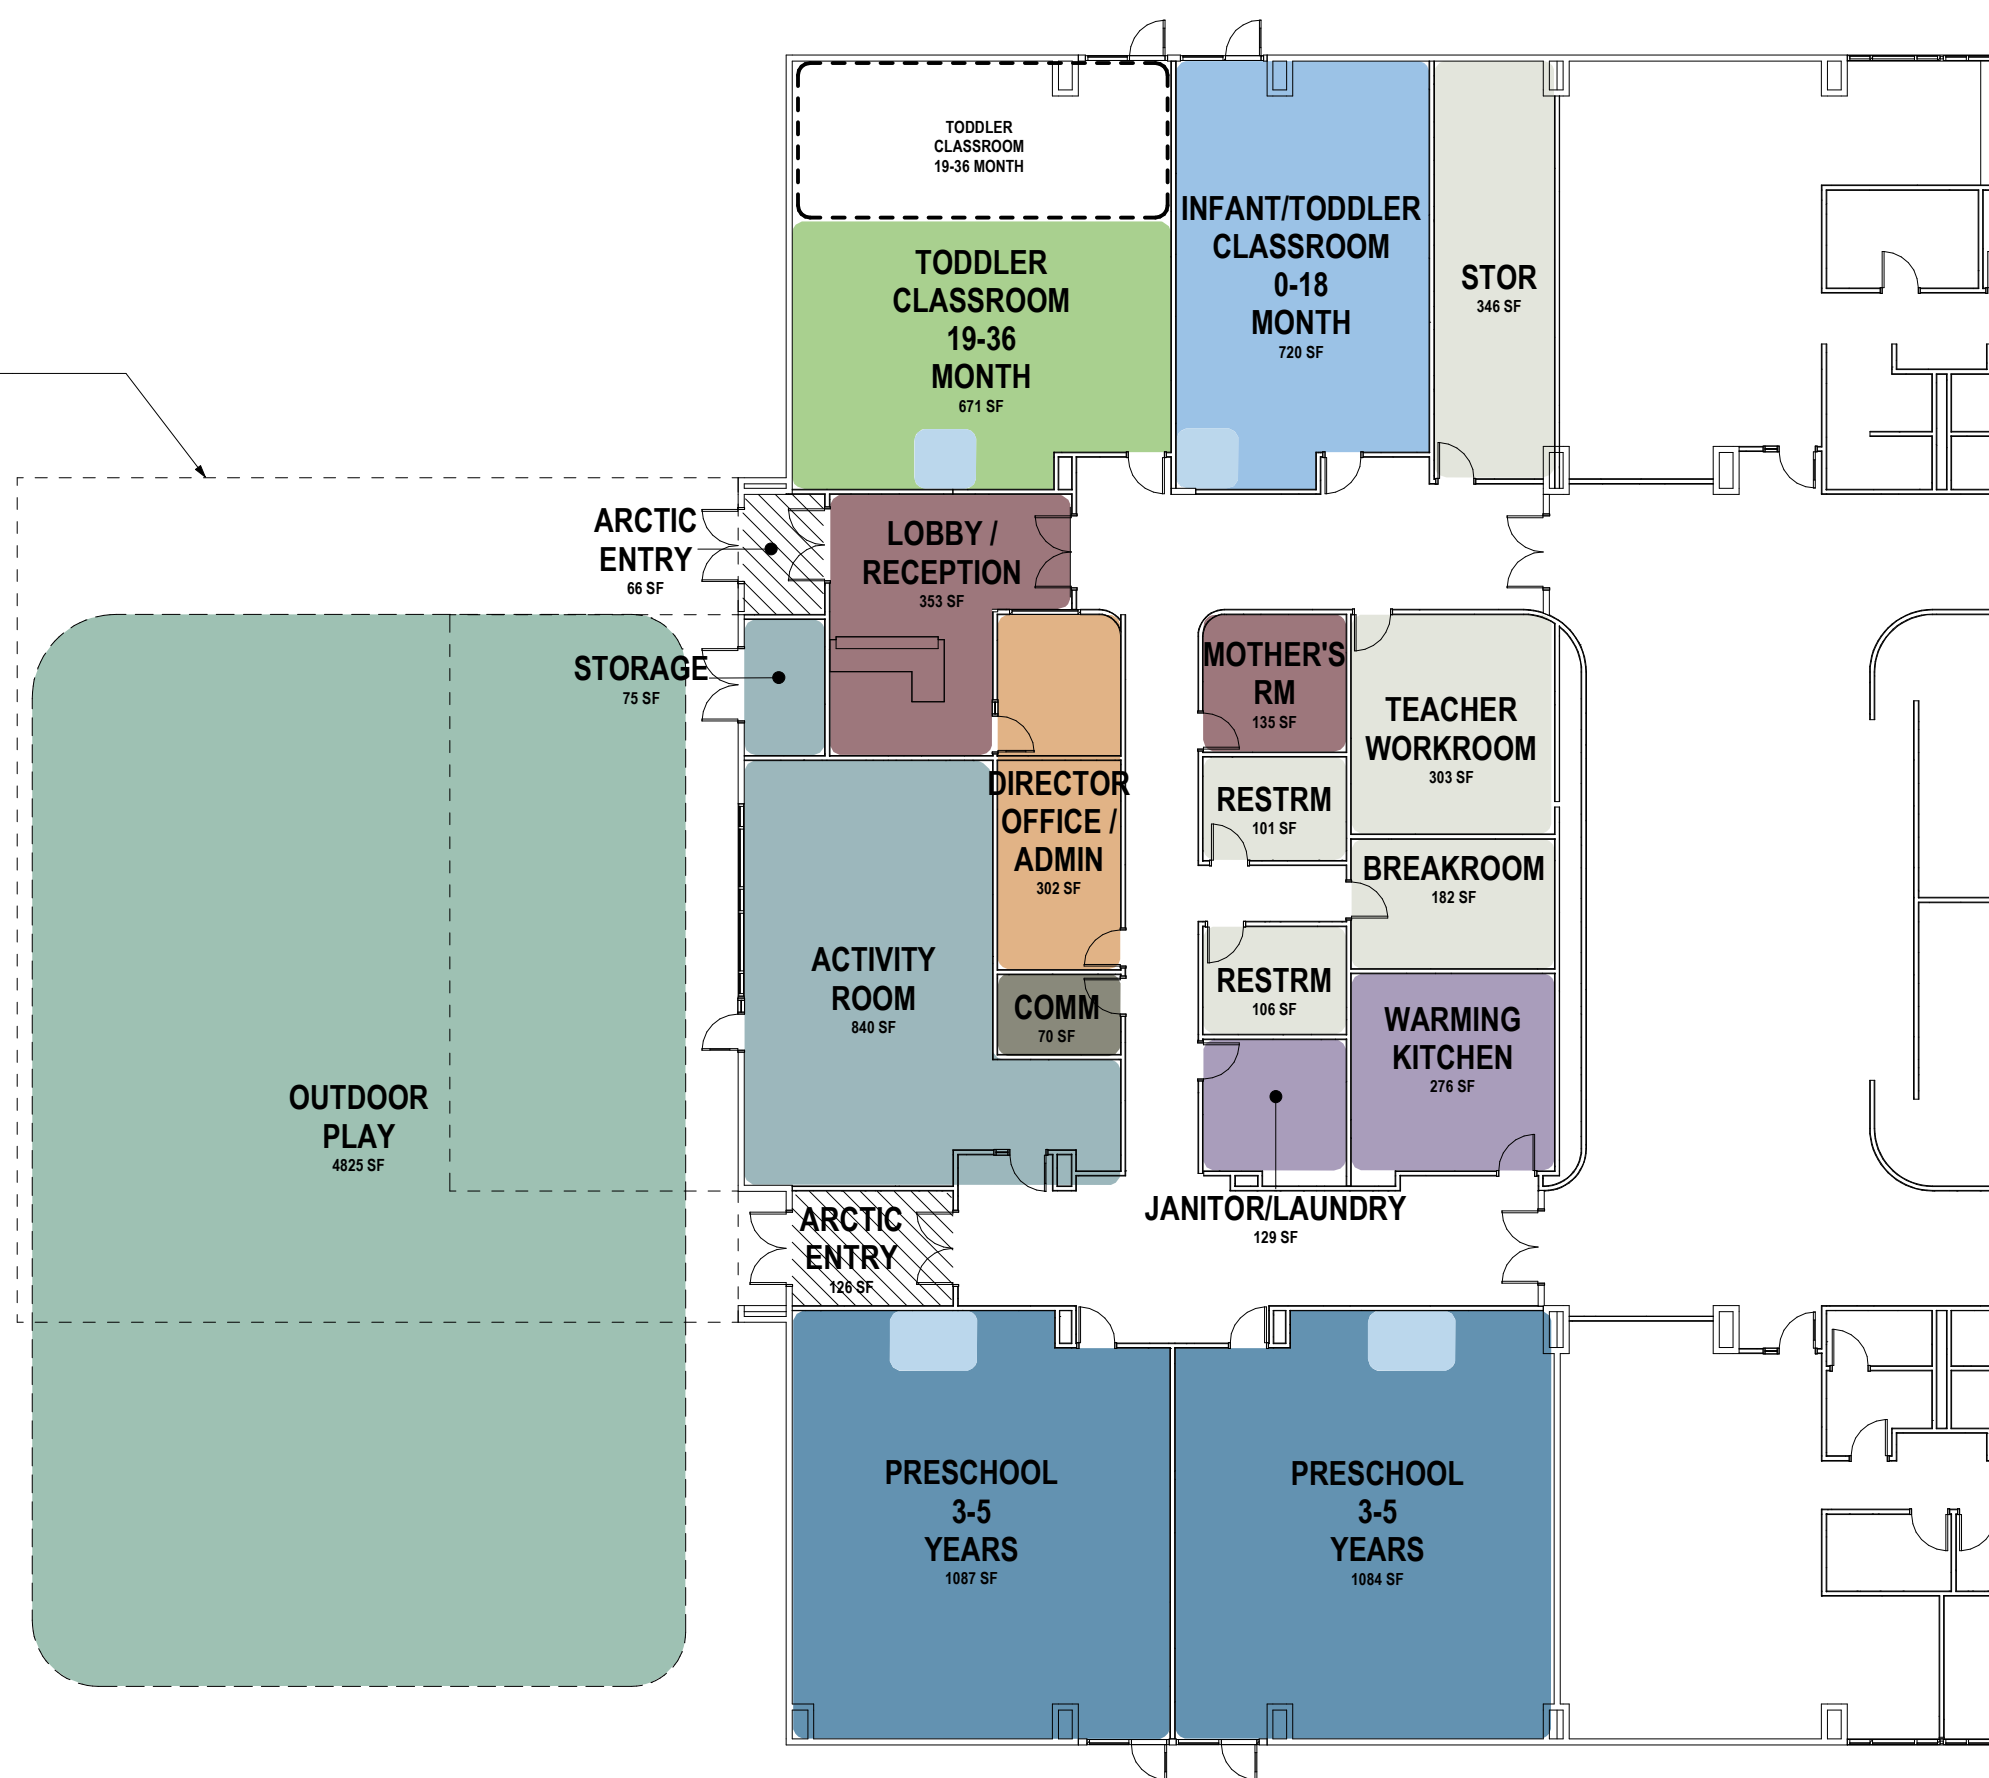 TODDLER
CLASSROOM
19-36 MONTH
TODDLER
CLASSROOM
19-36
MONTH
671 SF
INFANT/TODDLER
CLASSROOM
0-18
MONTH
720 SF
STOR
346 SF
ARCTIC
ENTRY
66 SF
LOBBY /
RECEPTION
353 SF
STORAGE
75 SF
MOTHER'S
RM
135 SF
TEACHER
WORKROOM
303 SF
DIRECTOR
OFFICE /
ADMIN
302 SF
RESTRM
101 SF
BREAKROOM
182 SF
ACTIVITY
ROOM
840 SF
COMM
70 SF
RESTRM
106 SF
WARMING
KITCHEN
276 SF
OUTDOOR
PLAY
4825 SF
JANITOR/LAUNDRY
129 SF
ARCTIC
ENTRY
126 SF
PRESCHOOL
3-5
YEARS
1087 SF
PRESCHOOL
3-5
YEARS
1084 SF